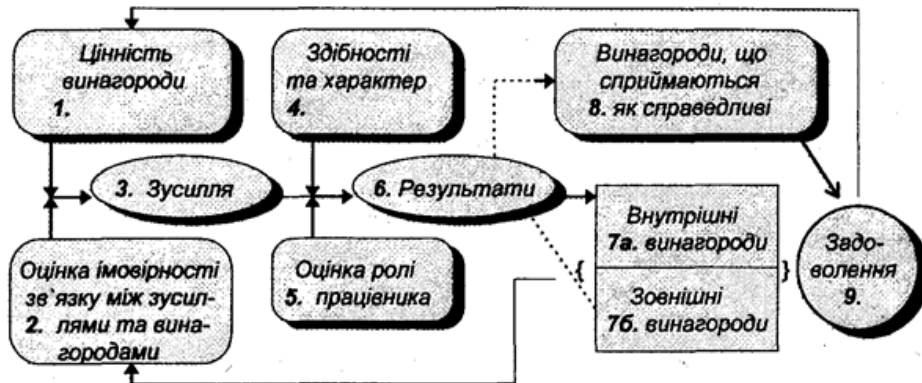 Цінність
винагороди
1.
Здібності
та характер
4.
Винагороди, що
сприймаються
8. як справедливі
3. Зусилля
6. Результати
Оцінка імовірності
зв`язку між зусил-
2. лями та вина-
городами
Оцінка ролі
5. працівника
Внутрішні
7а. винагороди
{ }
Зовнішні
7б. винагороди
Задо-
волення
9.